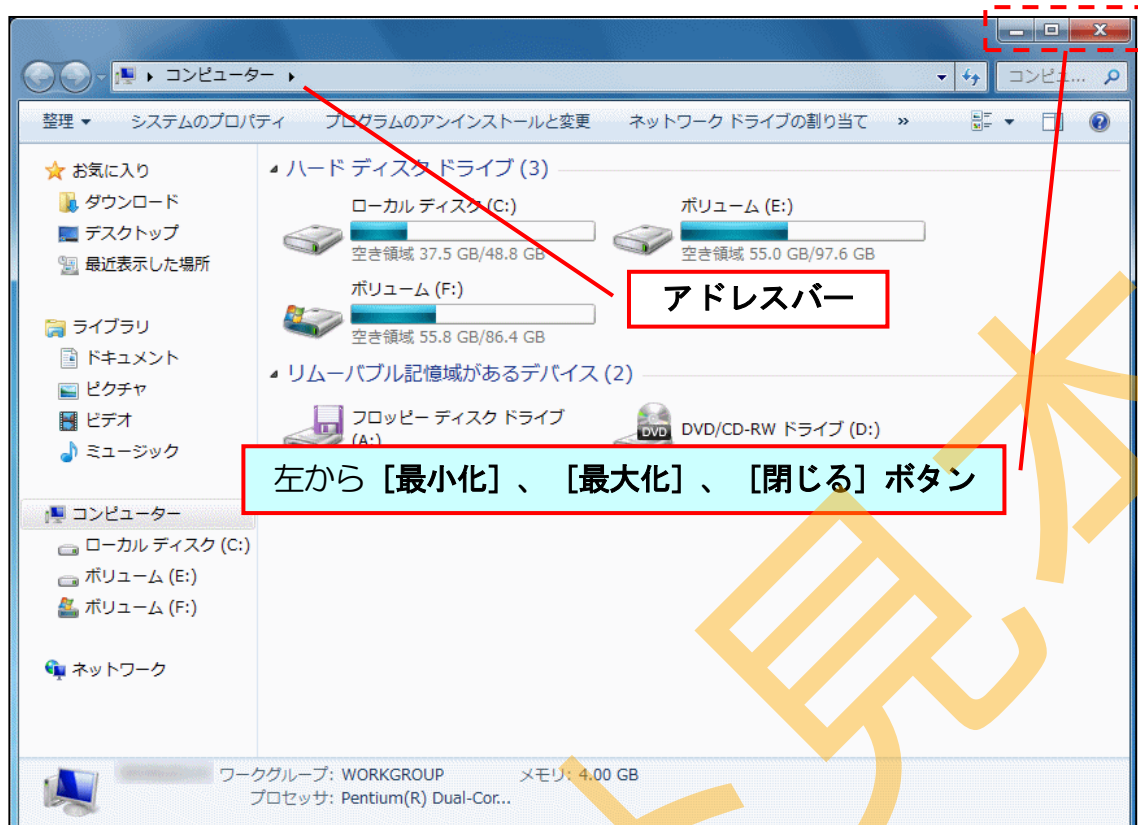 コンピューター
コンピュ...
整理
システムのプロパティ
プログラムのアンインストールと変更
ネットワーク ドライブの割り当て
»
お気に入り
ダウンロード
デスクトップ
最近表示した場所
ライブラリ
ドキュメント
ピクチャ
ビデオ
ミュージック
コンピューター
ローカル ディスク (C:)
ボリューム (E:)
ボリューム (F:)
ネットワーク
ハード ディスク ドライブ (3)
ローカル ディスク (C:)
空き領域 37.5 GB/48.8 GB
ボリューム (E:)
空き領域 55.0 GB/97.6 GB
ボリューム (F:)
空き領域 55.8 GB/86.4 GB
アドレスバー
リムーバブル記憶域があるデバイス (2)
フロッピー ディスク ドライブ
(A:)
DVD
DVD/CD-RW ドライブ (D:)
左から［最小化］、［最大化］、［閉じる］ボタン
ワークグループ: WORKGROUP
メモリ: 4.00 GB
プロセッサ: Pentium(R) Dual-Cor...
見本